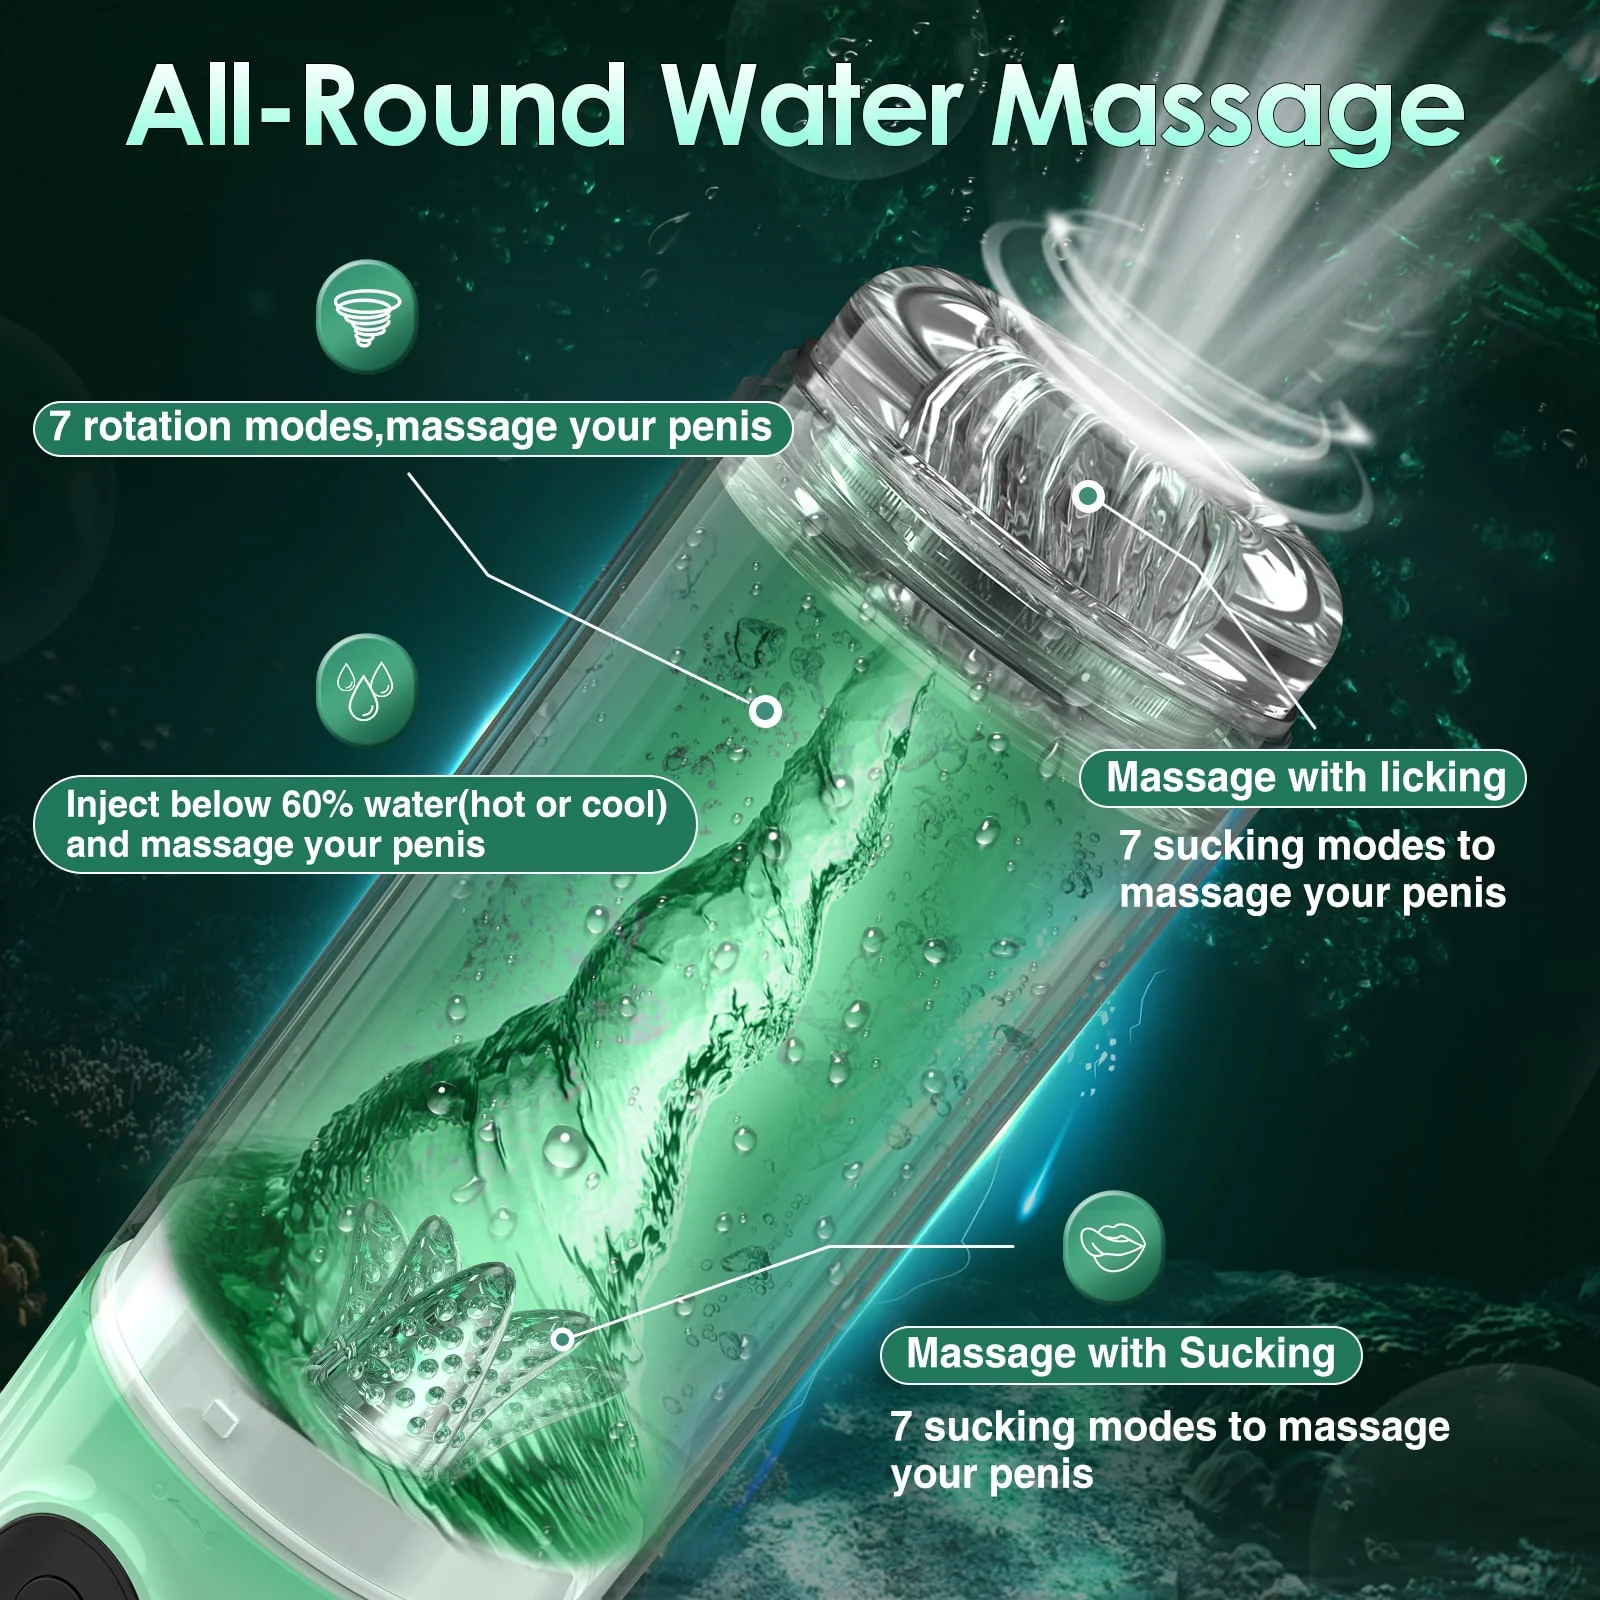 All-Round Water Massage
7 rotation modes,massage your penis
Inject below 60% water(hot or cool)
and massage your penis
Massage with licking
7 sucking modes to
massage your penis
Massage with Sucking
7 sucking modes to massage
your penis